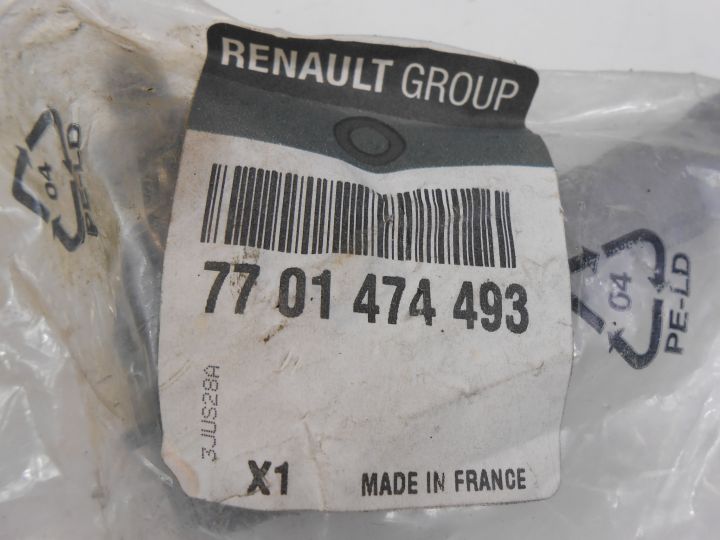 RENAULT GROUP
77 01 474 493
3JUS28A
X1
MADE IN FRANCE
04
PE-LD
04
PE-LD